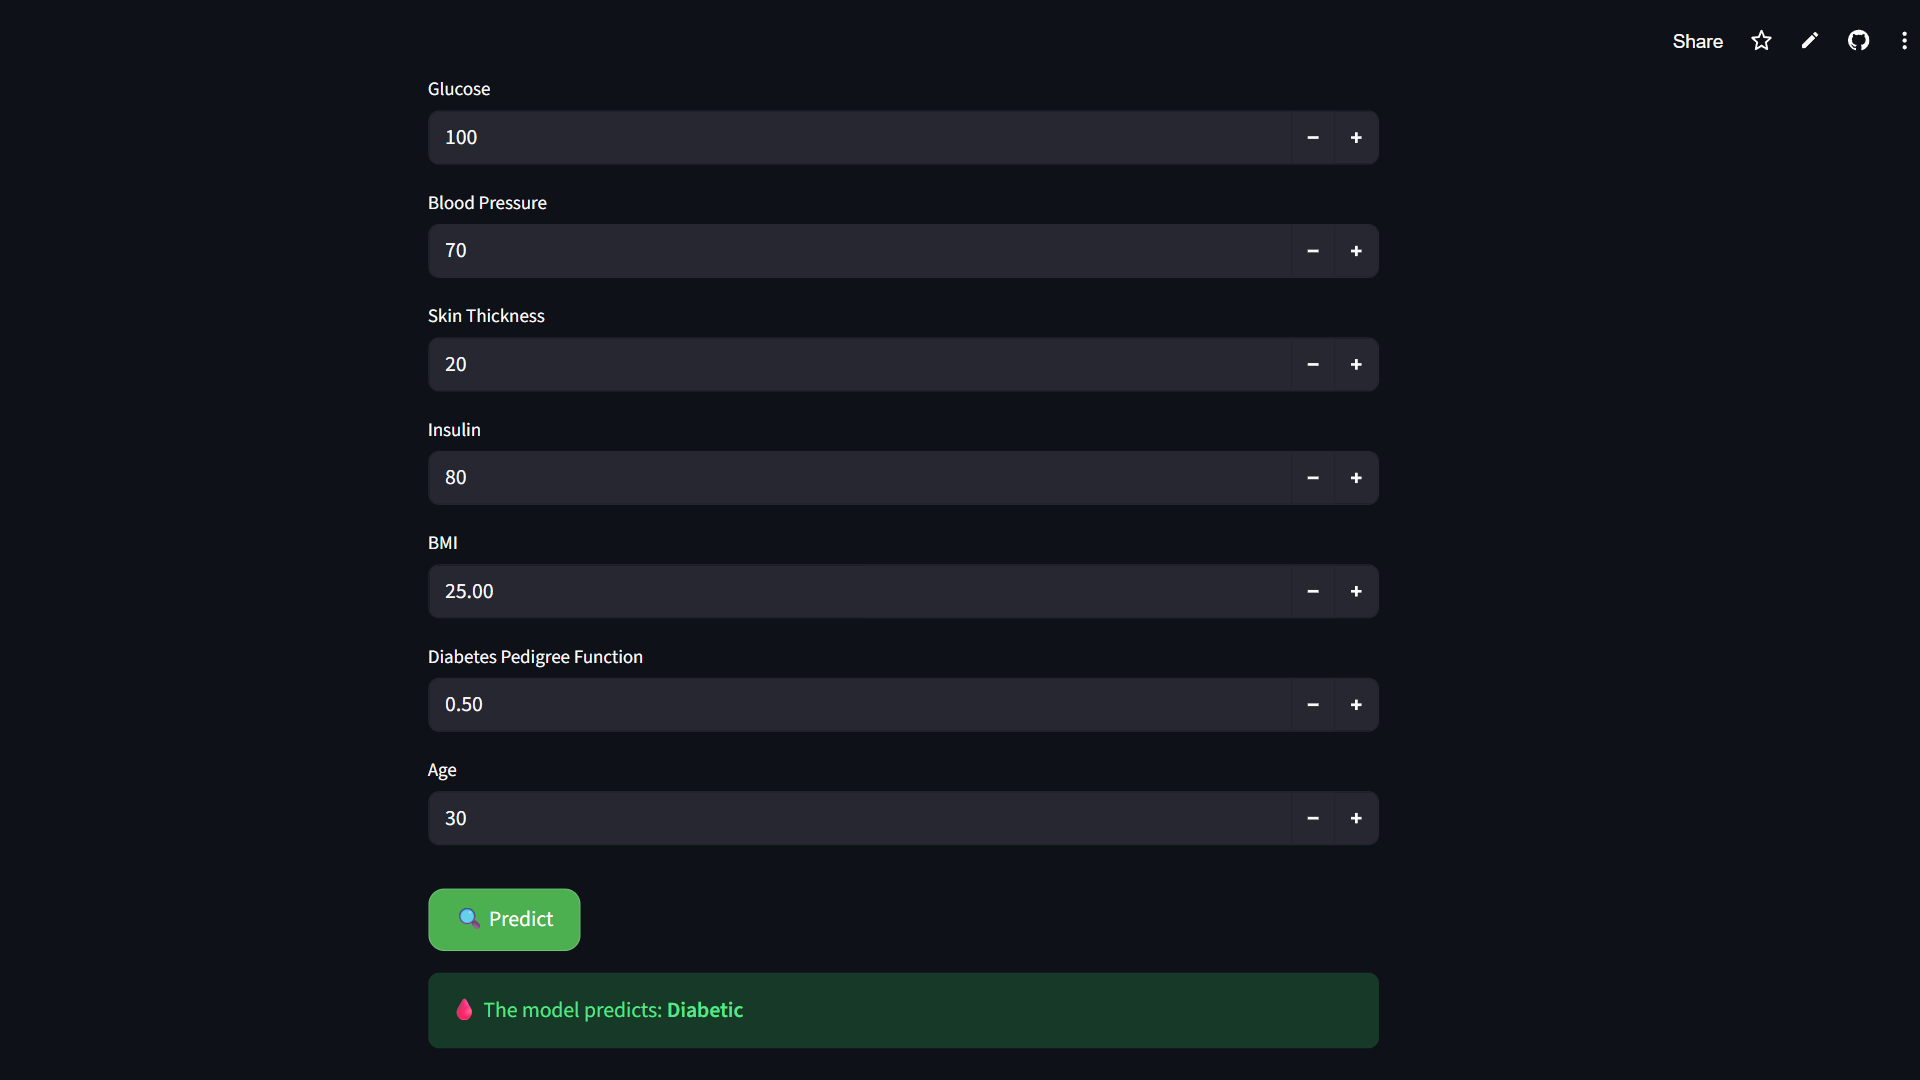 Share
Glucose
100
Blood Pressure
70
Skin Thickness
20
Insulin
80
BMI
25.00
Diabetes Pedigree Function
0.50
Age
30
Predict
The model predicts: Diabetic